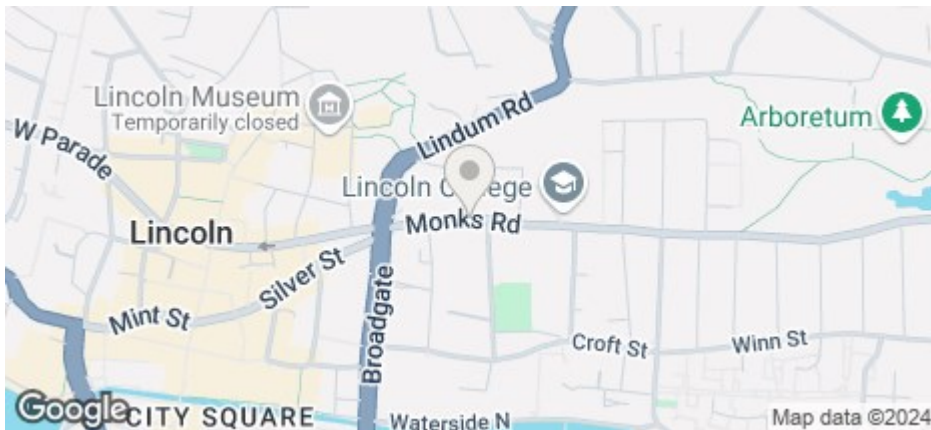 Lincoln Museum
Temporarily closed
W Parade
Lindum Rd
Arboretum
Lincoln College
Monks Rd
Lincoln
Silver St
Mint St
Broadgate
Croft St
Winn St
Google
CITY SQUARE
Waterside N
Map data ©2024